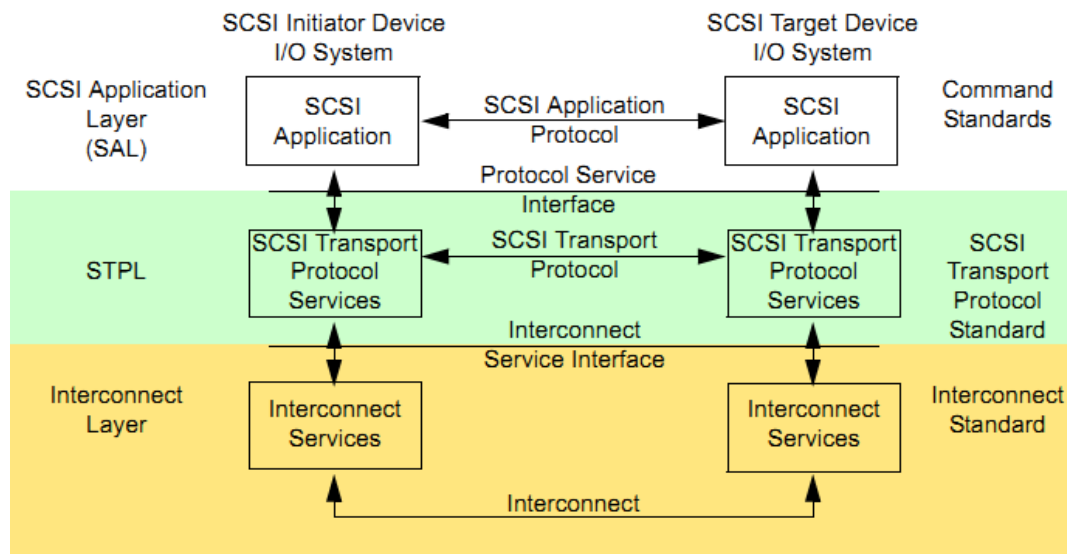 SCSI Initiator Device
I/O System
SCSI Target Device
I/O System
SCSI Application
Layer
(SAL)
SCSI
Application
SCSI Application
Protocol
SCSI
Application
Command
Standards
Protocol Service
Interface
STPL
SCSI Transport
Protocol
Services
SCSI Transport
Protocol
SCSI Transport
Protocol
Services
SCSI
Transport
Protocol
Standard
Interconnect
Service Interface
Interconnect
Layer
Interconnect
Services
Interconnect
Services
Interconnect
Standard
Interconnect